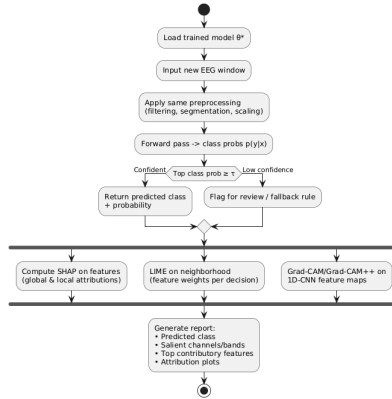 Load trained model θ*
Input new EEG window
Apply same preprocessing
(filtering, segmentation, scaling)
Forward pass -> class probs p(y|x)
Confident
Top class prob ≥ τ
Low confidence
Return predicted class
+ probability
Flag for review / fallback rule
Compute SHAP on features
(global & local attributions)
LIME on neighborhood
(feature weights per decision)
Grad-CAM/Grad-CAM++ on
1D-CNN feature maps
Generate report:
• Predicted class
• Salient channels/bands
• Top contributory features
• Attribution plots